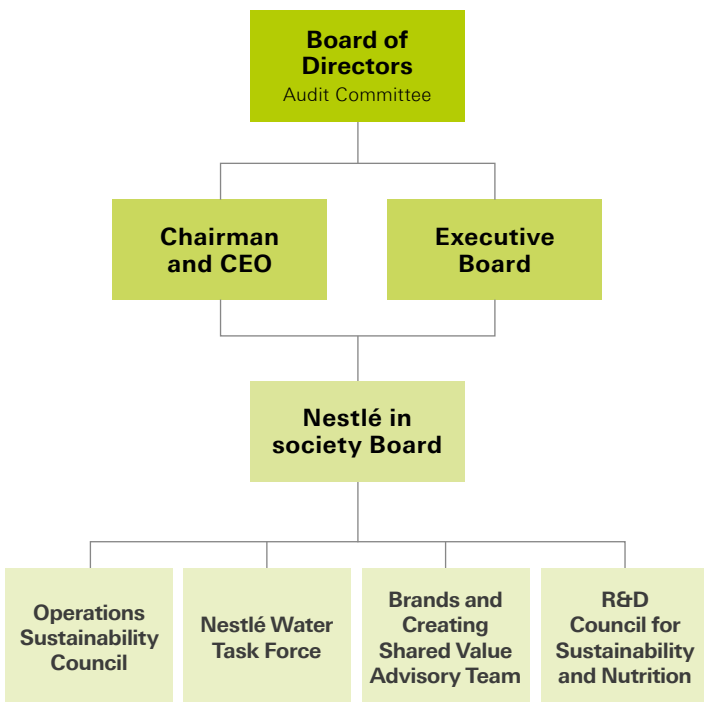 Board of
Directors
Audit Committee
Chairman
and CEO
Executive
Board
Nestlé in
society Board
Operations
Sustainability
Council
Nestlé Water
Task Force
Brands and
Creating
Shared Value
Advisory Team
R&D
Council for
Sustainability
and Nutrition